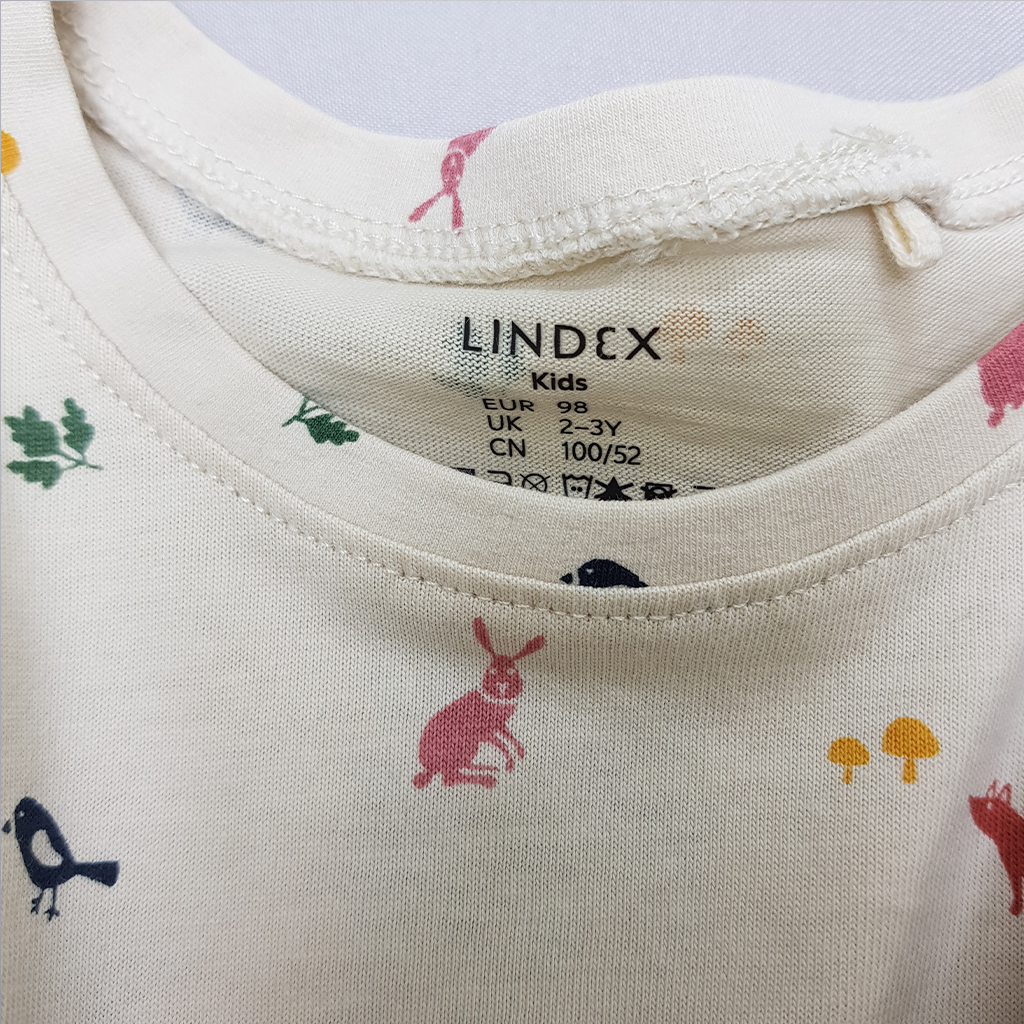 LINDEX
Kids
EUR 98
UK 2–3Y
CN 100/52